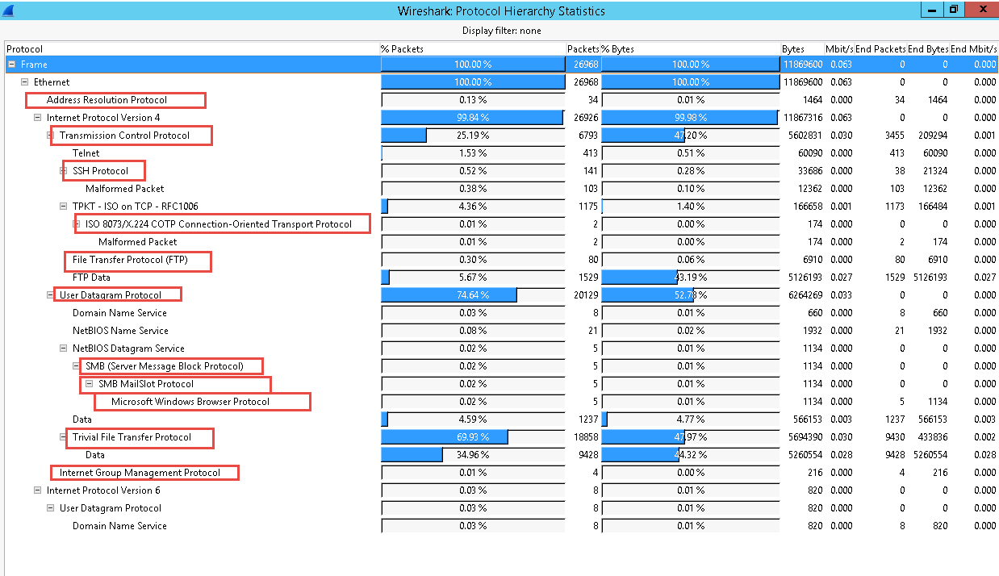 Wireshark: Protocol Hierarchy Statistics
Display filter: none
Protocol % Packets Packets % Bytes Bytes Mbit/s End Packets End Bytes End Mbit/s
Frame 100.00 % 26968 100.00 % 11869600 0.063 0 0 0.000
Ethernet 100.00 % 26968 100.00 % 11869600 0.063 0 0 0.000
Address Resolution Protocol 0.13 % 34 0.01 % 1464 0.000 34 1464 0.000
Internet Protocol Version 4 99.84 % 26926 99.98 % 11867316 0.063 0 0 0.000
Transmission Control Protocol 25.19 % 6793 47.20 % 5602831 0.030 3455 209294 0.001
Telnet 1.53 % 413 0.51 % 60090 0.000 413 60090 0.000
SSH Protocol 0.52 % 141 0.28 % 33686 0.000 38 21324 0.000
Malformed Packet 0.38 % 103 0.10 % 12362 0.000 103 12362 0.000
TPKT - ISO on TCP - RFC1006 4.36 % 1175 1.40 % 166658 0.001 1173 166484 0.001
ISO 8073/X.224 COTP Connection-Oriented Transport Protocol 0.01 % 2 0.00 % 174 0.000 0 0 0.000
Malformed Packet 0.01 % 2 0.00 % 174 0.000 2 174 0.000
File Transfer Protocol (FTP) 0.30 % 80 0.06 % 6910 0.000 80 6910 0.000
FTP Data 5.67 % 1529 43.19 % 5126193 0.027 1529 5126193 0.027
User Datagram Protocol 74.64 % 20129 52.78 % 6264269 0.033 0 0 0.000
Domain Name Service 0.03 % 8 0.01 % 660 0.000 8 660 0.000
NetBIOS Name Service 0.08 % 21 0.02 % 1932 0.000 21 1932 0.000
NetBIOS Datagram Service 0.02 % 5 0.01 % 1134 0.000 0 0 0.000
SMB (Server Message Block Protocol) 0.02 % 5 0.01 % 1134 0.000 0 0 0.000
SMB MailSlot Protocol 0.02 % 5 0.01 % 1134 0.000 0 0 0.000
Microsoft Windows Browser Protocol 0.02 % 5 0.01 % 1134 0.000 5 1134 0.000
Data 4.59 % 1237 4.77 % 566153 0.003 1237 566153 0.003
Trivial File Transfer Protocol 69.93 % 18858 47.97 % 5694390 0.030 9430 433836 0.002
Data 34.96 % 9428 44.32 % 5260554 0.028 9428 5260554 0.028
Internet Group Management Protocol 0.01 % 4 0.00 % 216 0.000 4 216 0.000
Internet Protocol Version 6 0.03 % 8 0.01 % 820 0.000 0 0 0.000
User Datagram Protocol 0.03 % 8 0.01 % 820 0.000 0 0 0.000
Domain Name Service 0.03 % 8 0.01 % 820 0.000 8 820 0.000